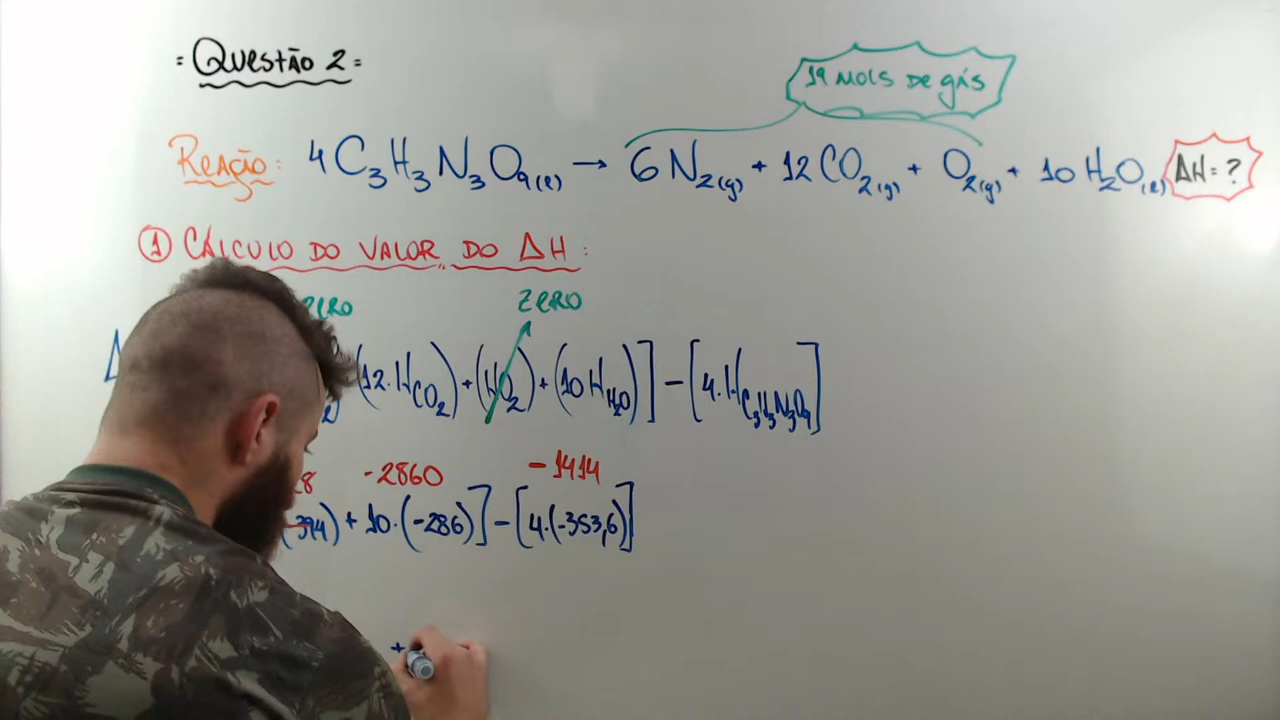 = Questão 2 =
19 mols de gás
Reação: 4 C₃H₃N₃O₉(ℓ) → 6 N₂(g) + 12 CO₂(g) + O₂(g) + 10 H₂O(ℓ) ΔH = ?
① CÁLCULO DO VALOR DO ΔH :
ZERO
(12·H CO₂) + (H O₂) + (10 H H₂O)] − [4·H C₃H₃N₃O₉]
8 -2860 -1414
(-394) + 10·(-286)] − [4·(-353,6)]
+